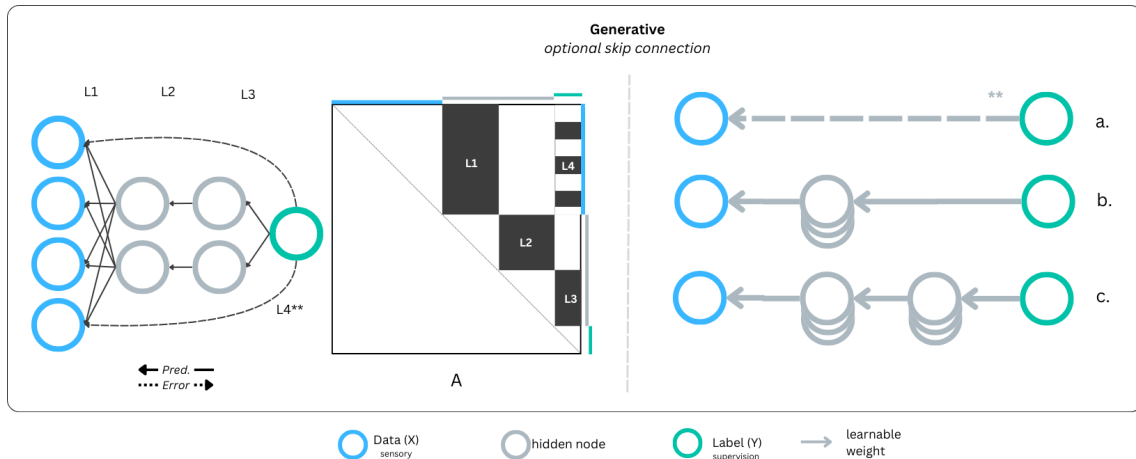 Generative
optional skip connection
L1
L2
L3
L4**
Pred.
Error
L1
L4
L2
L3
A
**
a.
b.
c.
Data (X)
sensory
hidden node
Label (Y)
supervision
learnable
weight